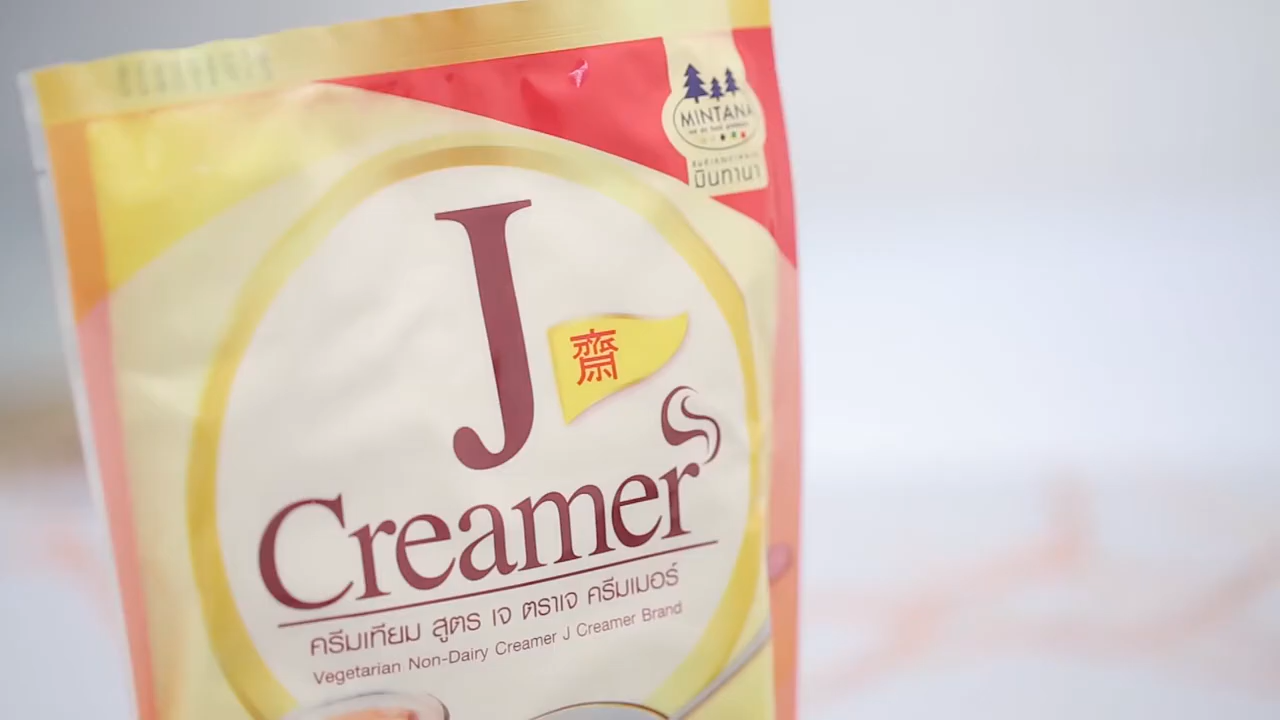 MINTANA
มินทานา
J
齋
Creamer
ครีมเทียม สูตร เจ ตราเจ ครีมเมอร์
Vegetarian Non-Dairy Creamer J Creamer Brand